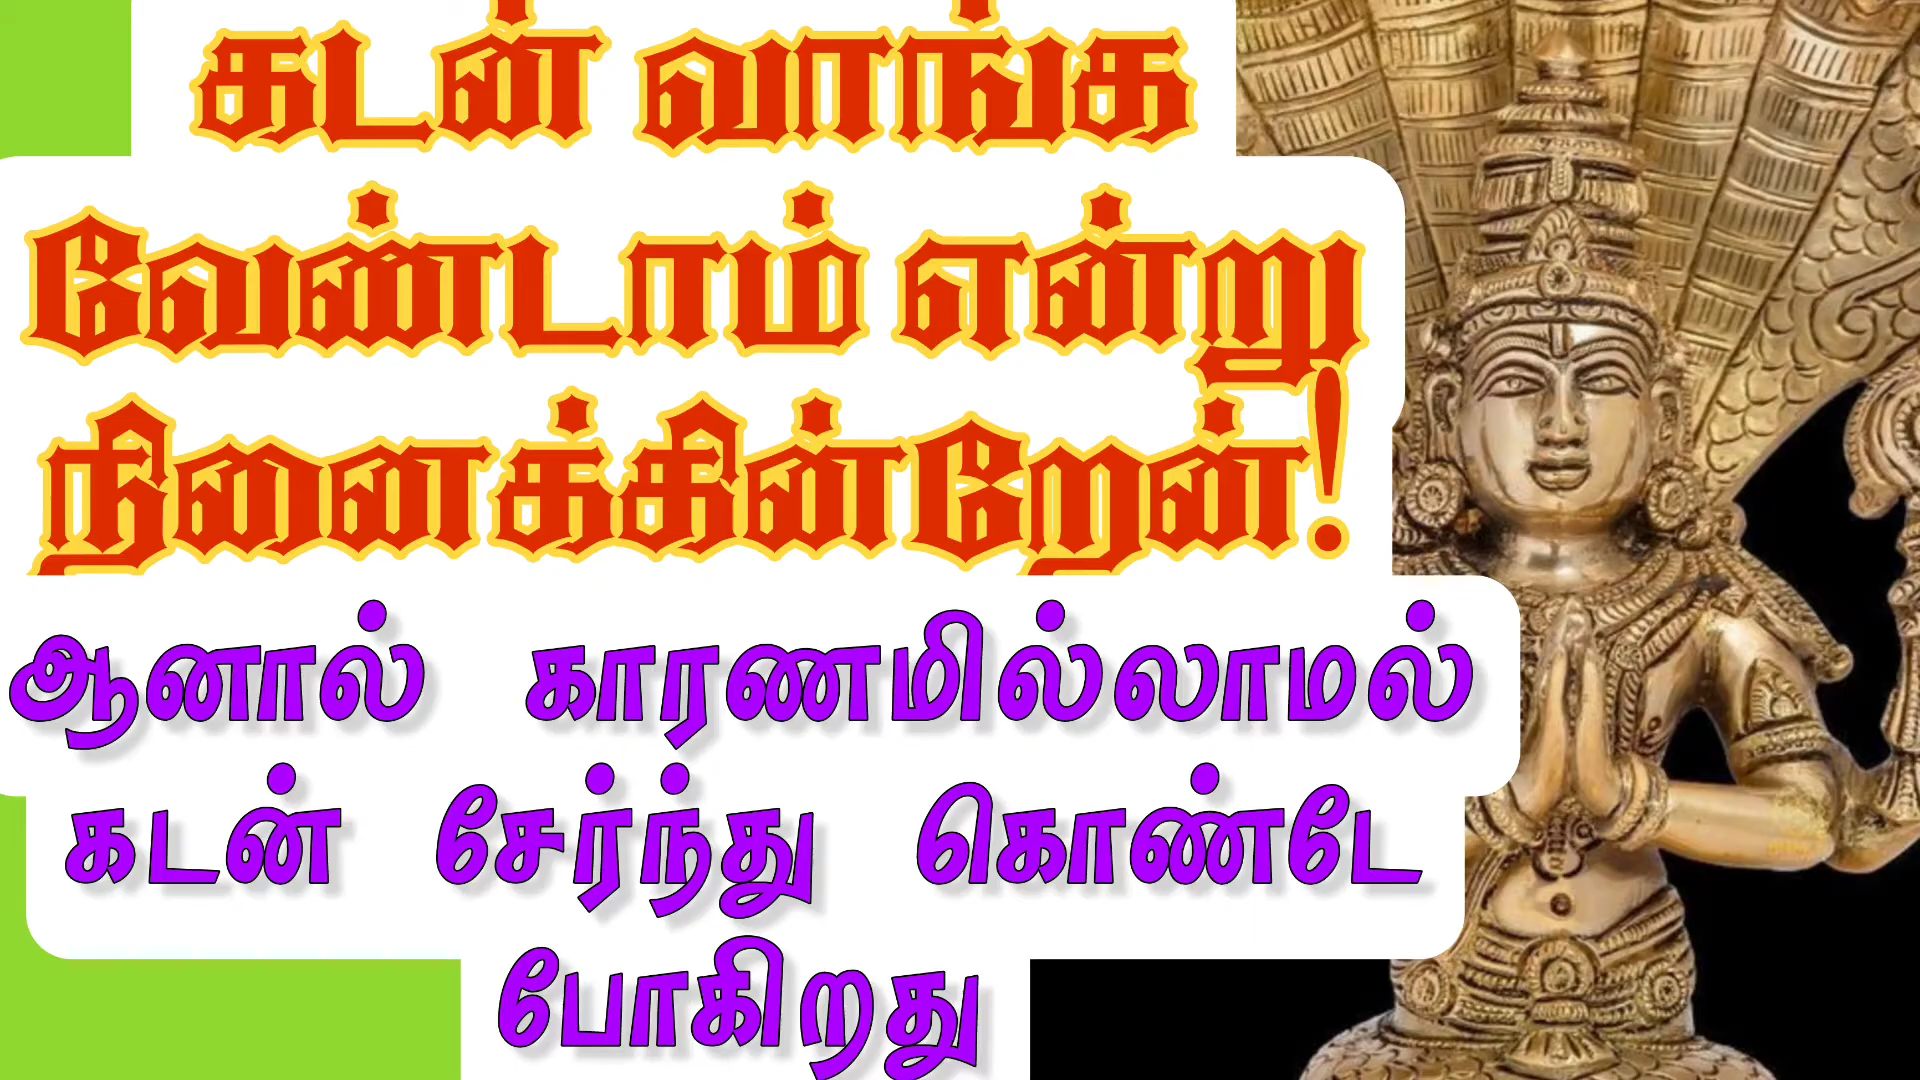 கடன் வாங்க
வேண்டாம் என்று
நினைக்கின்றேன்!
ஆனால் காரணமில்லாமல்
கடன் சேர்ந்து கொண்டே
போகிறது